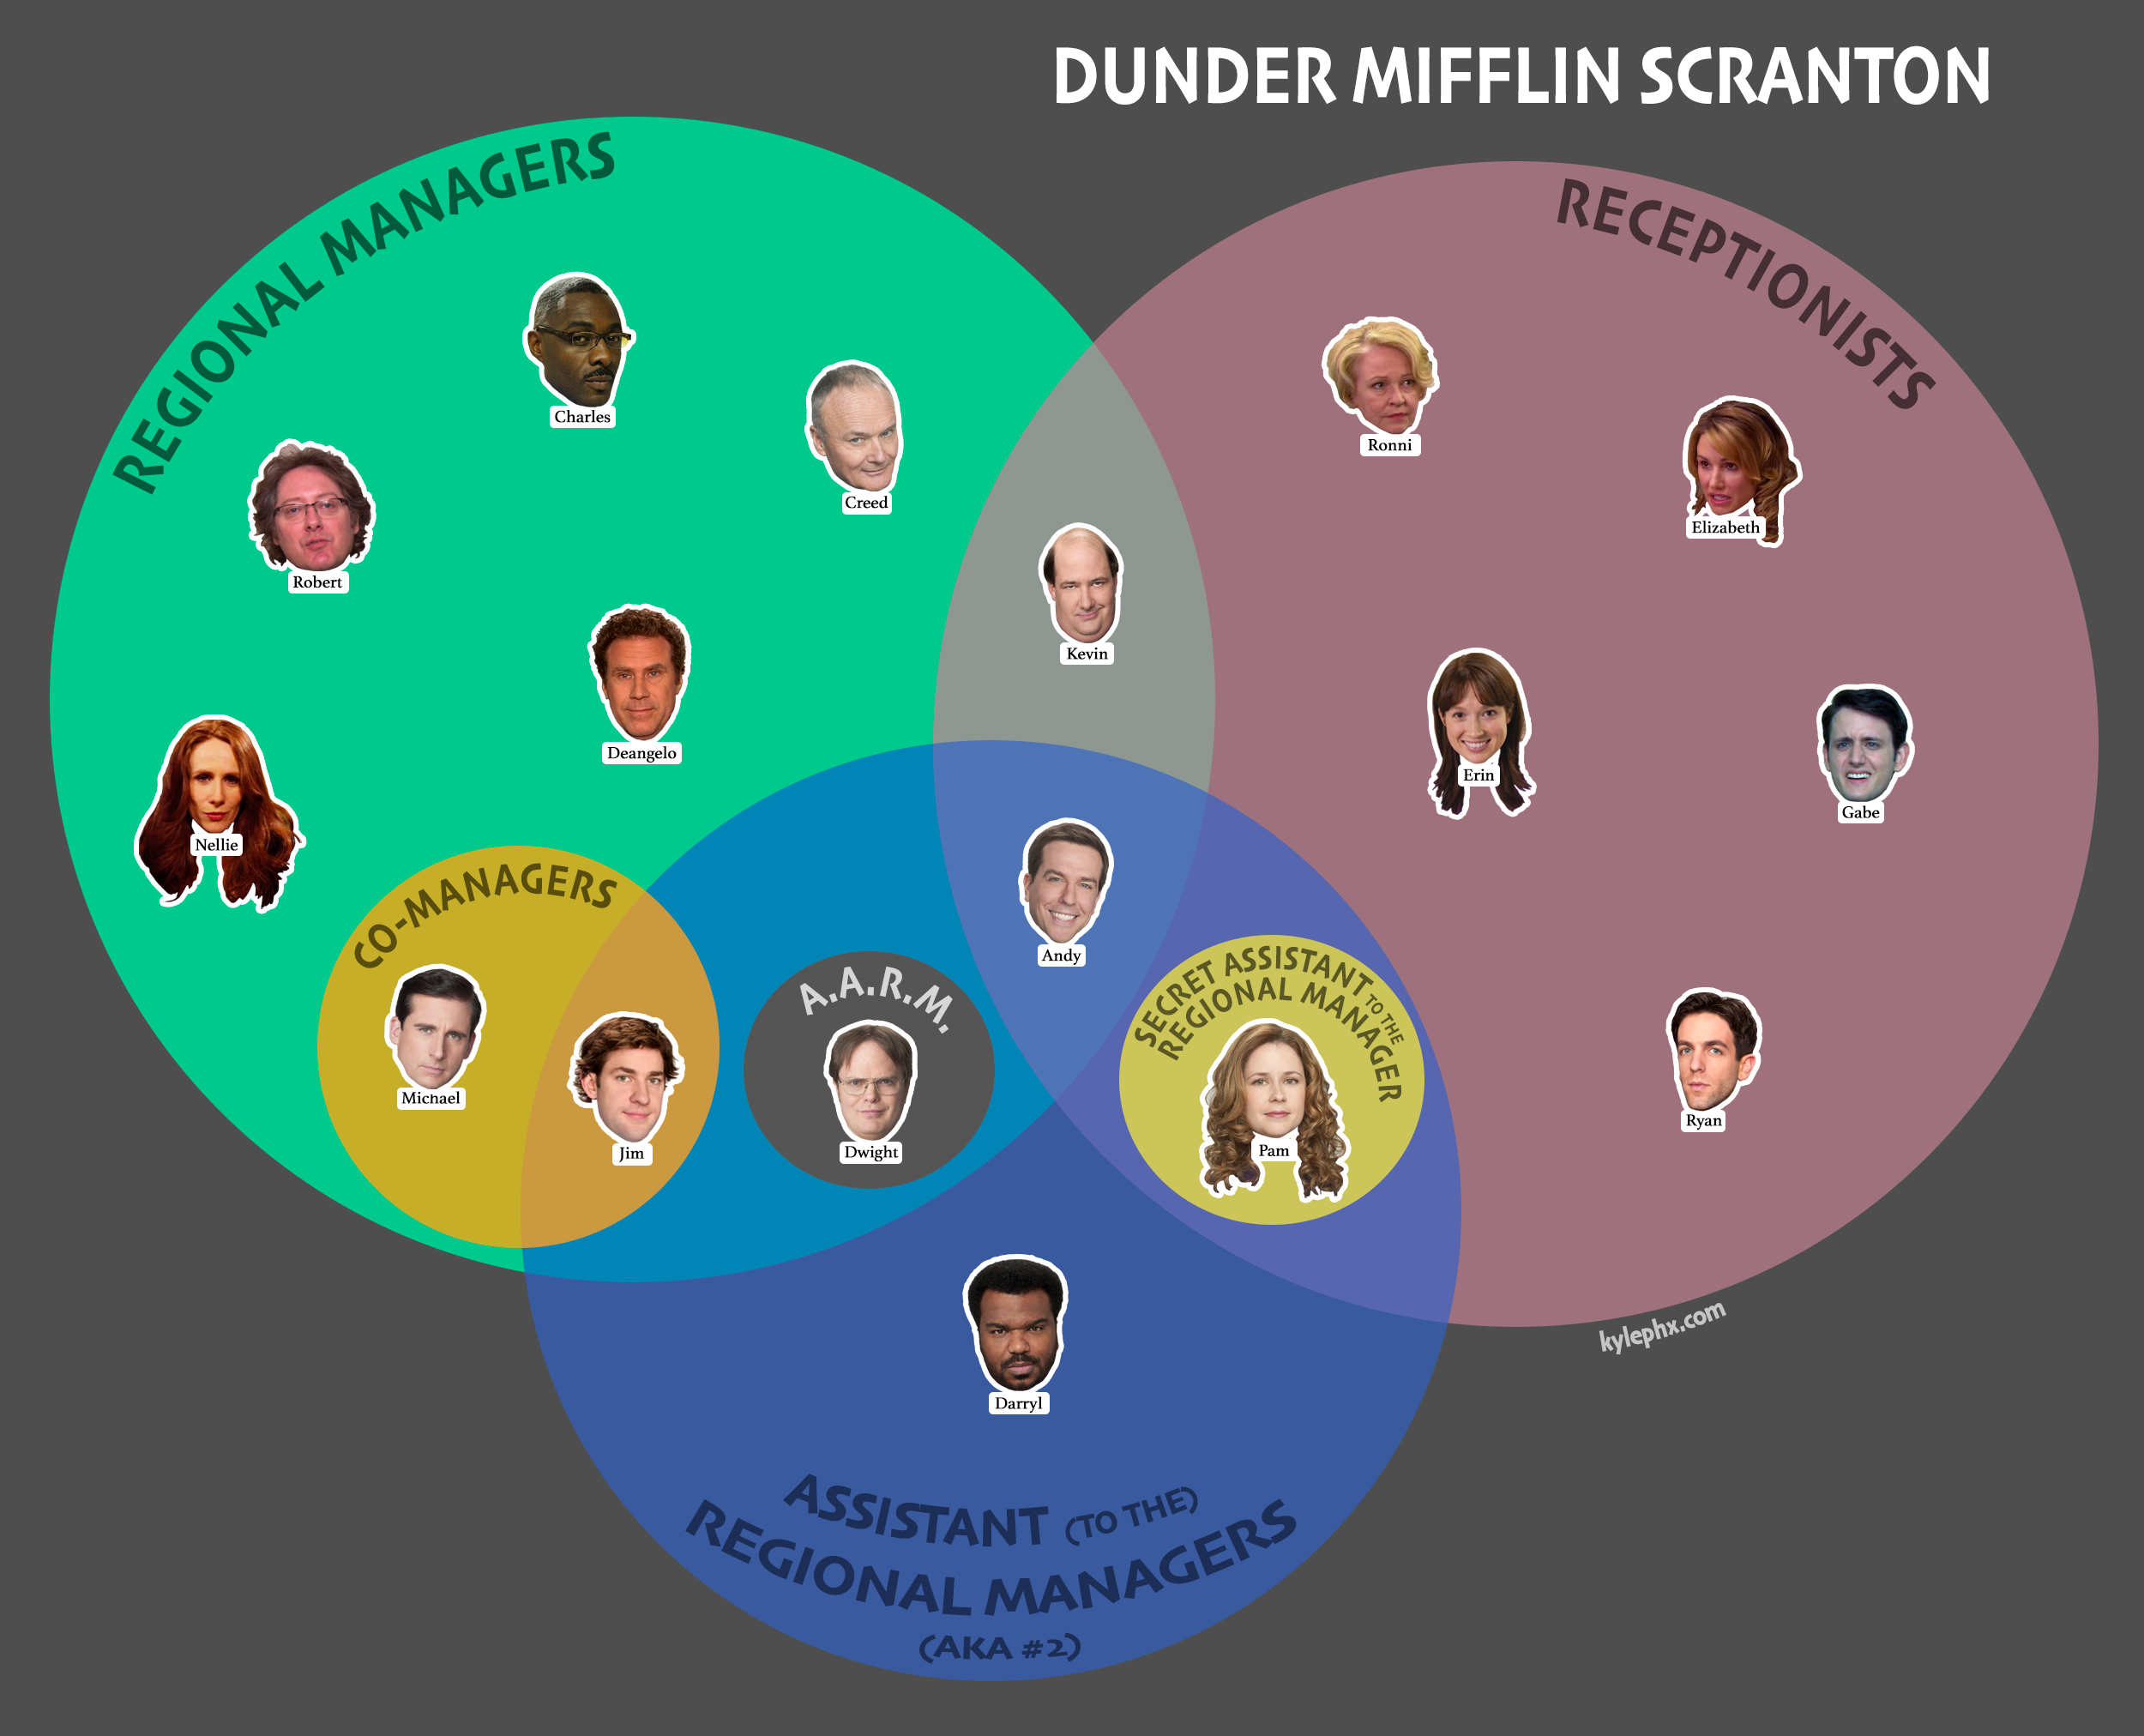 DUNDER MIFFLIN SCRANTON
REGIONAL MANAGERS
RECEPTIONISTS
Charles
Ronni
Creed
Elizabeth
Robert
Kevin
Deangelo
Erin
Gabe
Nellie
CO-MANAGERS
Andy
A.A.R.M.
SECRET ASSISTANT TO THE
REGIONAL MANAGER
Michael
Jim
Dwight
Pam
Ryan
kylephx.com
Darryl
ASSISTANT (TO THE)
REGIONAL MANAGERS
(AKA #2)